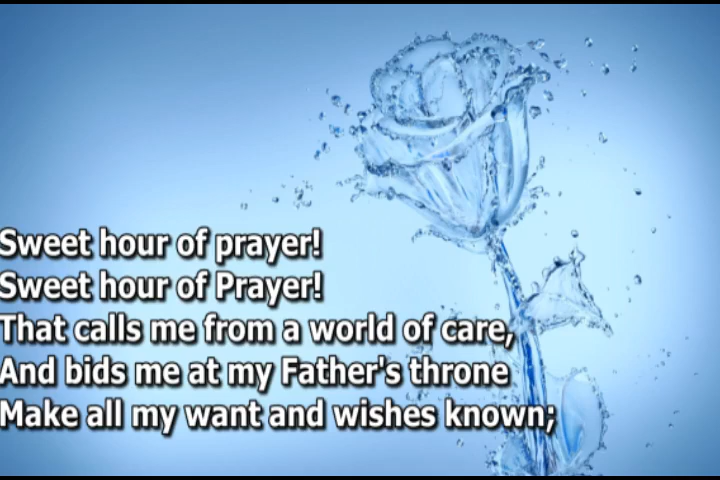 Sweet hour of prayer!
Sweet hour of Prayer!
That calls me from a world of care,
And bids me at my Father's throne
Make all my want and wishes known;